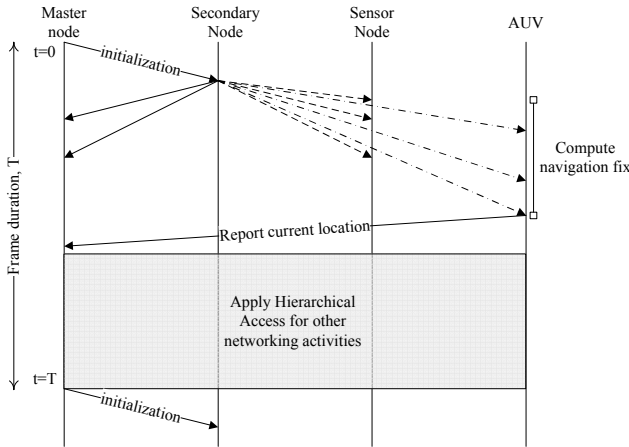 Master
node
Secondary
Node
Sensor
Node
AUV
t=0
initialization
Compute
navigation fix
Frame duration, T
Report current location
Apply Hierarchical
Access for other
networking activities
t=T
initialization